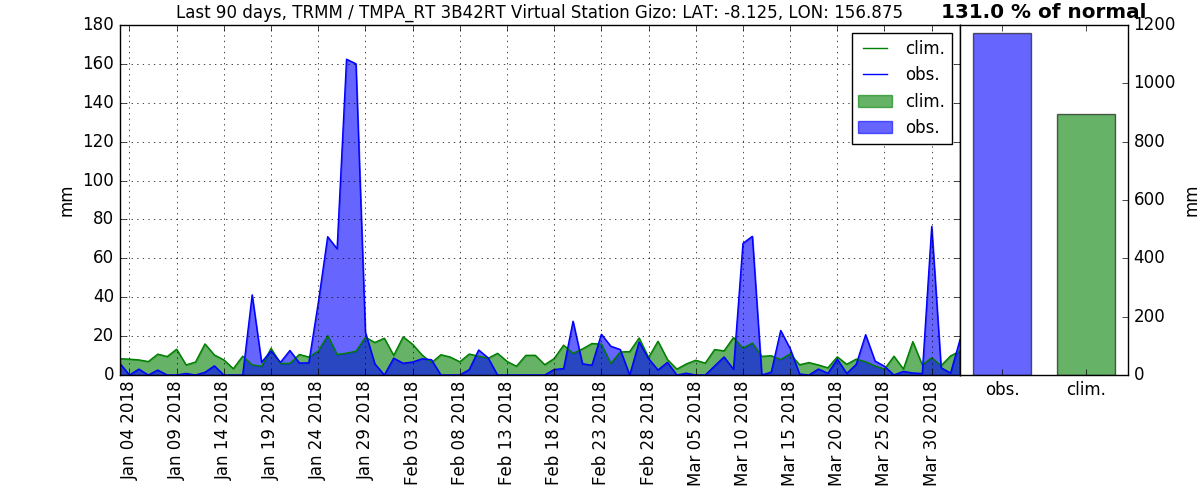 Last 90 days, TRMM / TMPA_RT 3B42RT Virtual Station Gizo: LAT: -8.125, LON: 156.875
131.0 % of normal
180
160
140
120
100
80
60
40
20
0
mm
clim.
obs.
clim.
obs.
Jan 04 2018
Jan 09 2018
Jan 14 2018
Jan 19 2018
Jan 24 2018
Jan 29 2018
Feb 03 2018
Feb 08 2018
Feb 13 2018
Feb 18 2018
Feb 23 2018
Feb 28 2018
Mar 05 2018
Mar 10 2018
Mar 15 2018
Mar 20 2018
Mar 25 2018
Mar 30 2018
1200
1000
800
600
400
200
0
mm
obs.
clim.